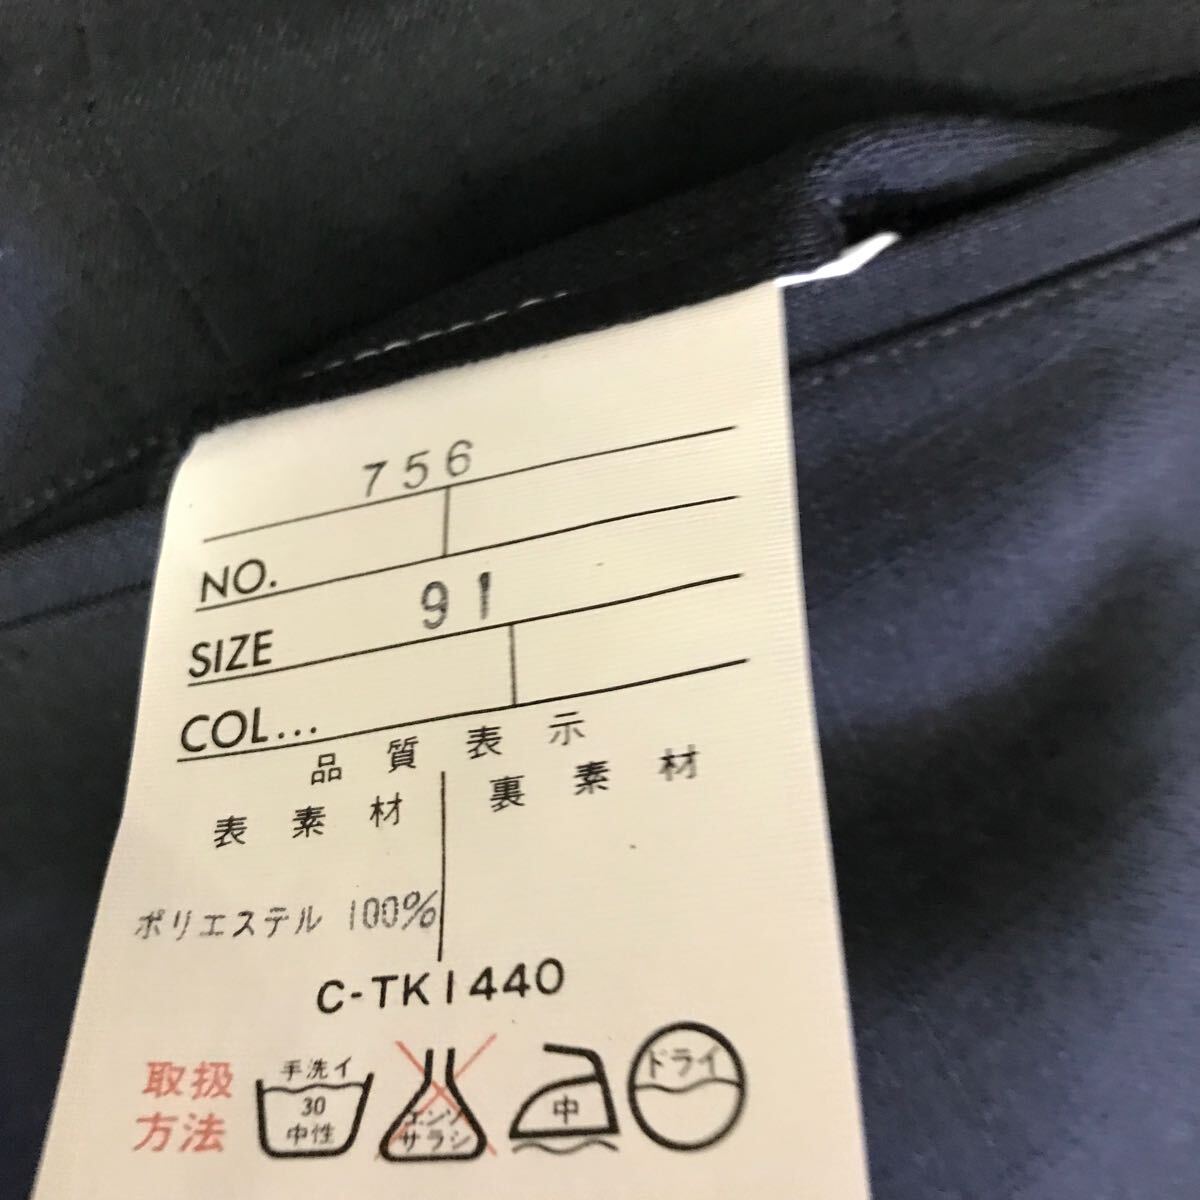 756
NO.
91
SIZE
COL...
品質表示
表素材 裏素材
ポリエステル 100%
C-TK1440
取扱方法
手洗イ
30
中性
エンソ
サラシ
中
ドライ